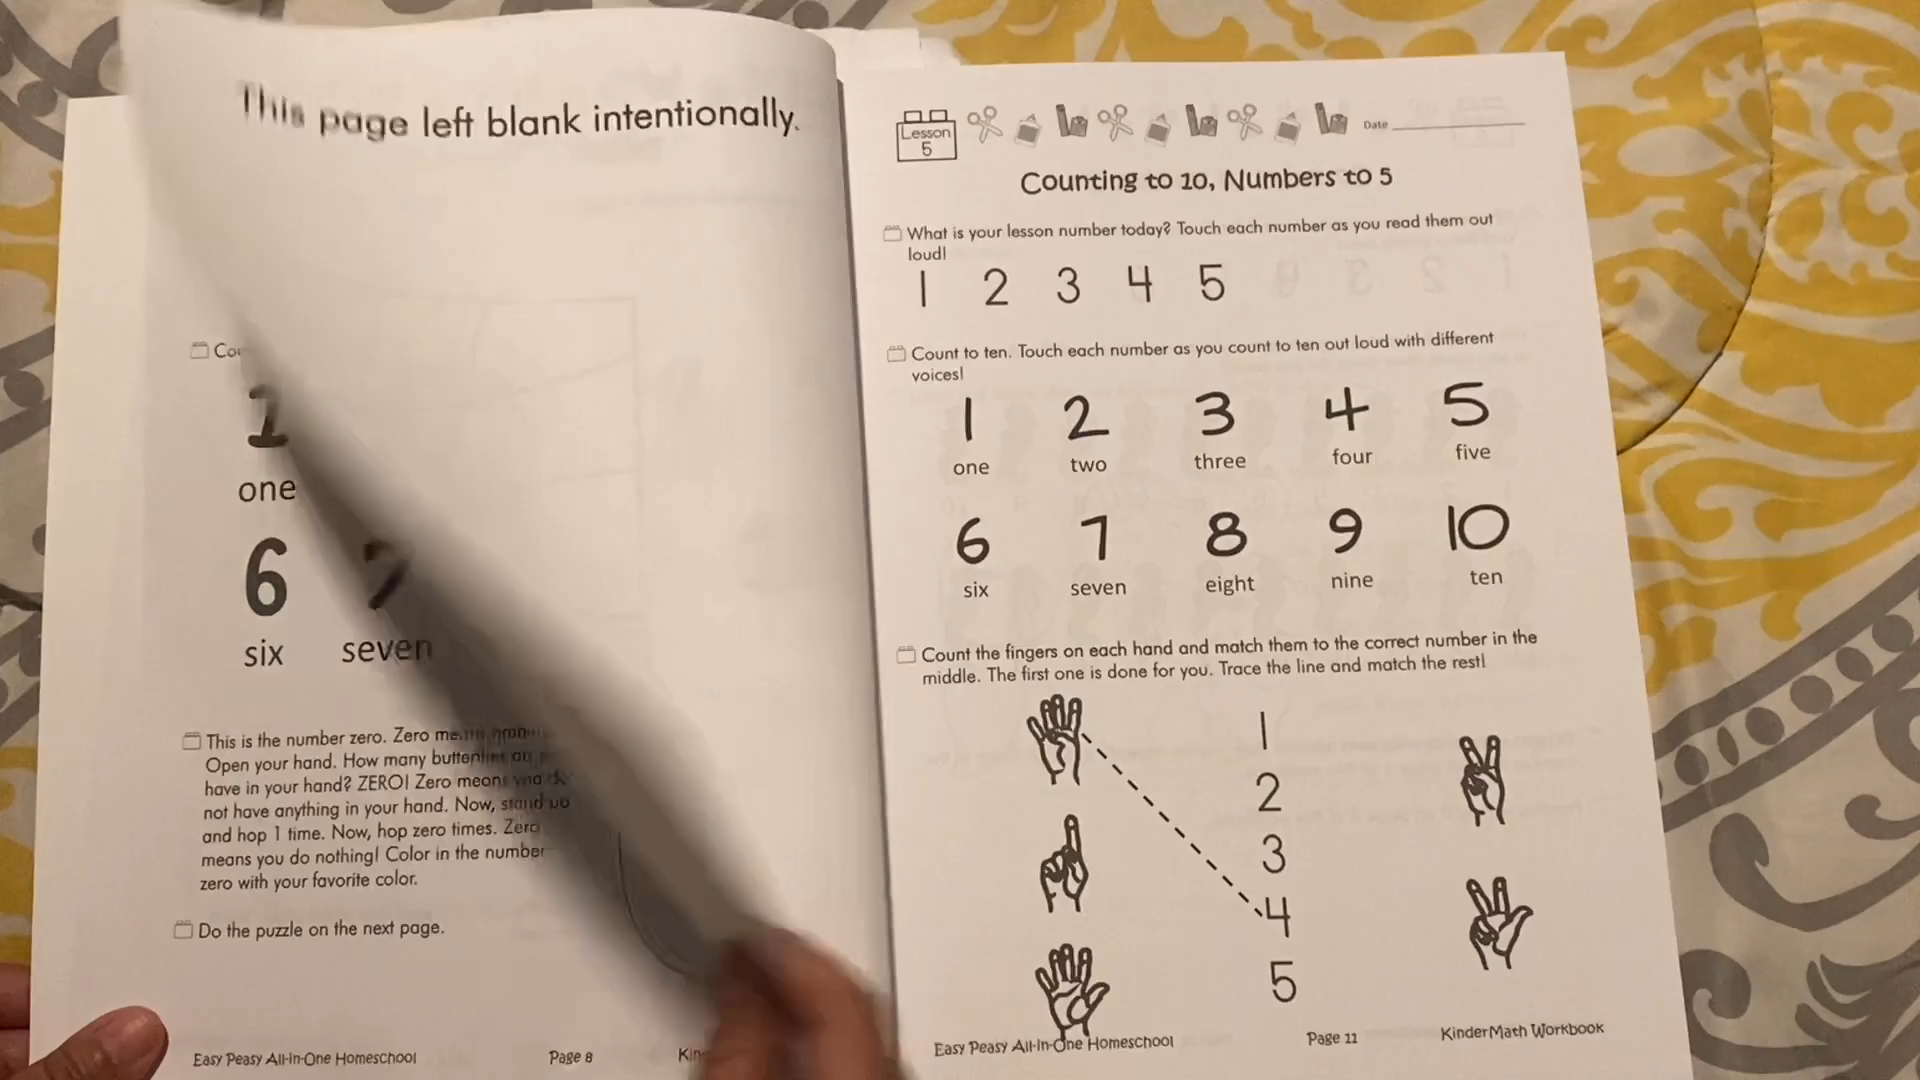 This page left blank intentionally.
one
6
six seven
This is the number zero. Zero
Open your hand. How many
have in your hand? ZERO! Zero means
not have anything in your hand. Now, stand up
and hop 1 time. Now, hop zero times. Zero
means you do nothing! Color in the number
zero with your favorite color.
Do the puzzle on the next page.
Easy Peasy All-in-One Homeschool Page 8
Lesson
5
Date
Counting to 10, Numbers to 5
What is your lesson number today? Touch each number as you read them out
loud!
1 2 3 4 5
Count to ten. Touch each number as you count to ten out loud with different
voices!
1 2 3 4 5
one two three four five
6 7 8 9 10
six seven eight nine ten
Count the fingers on each hand and match them to the correct number in the
middle. The first one is done for you. Trace the line and match the rest!
1
2
3
4
5
Easy Peasy All-in-One Homeschool Page 11 KinderMath Workbook